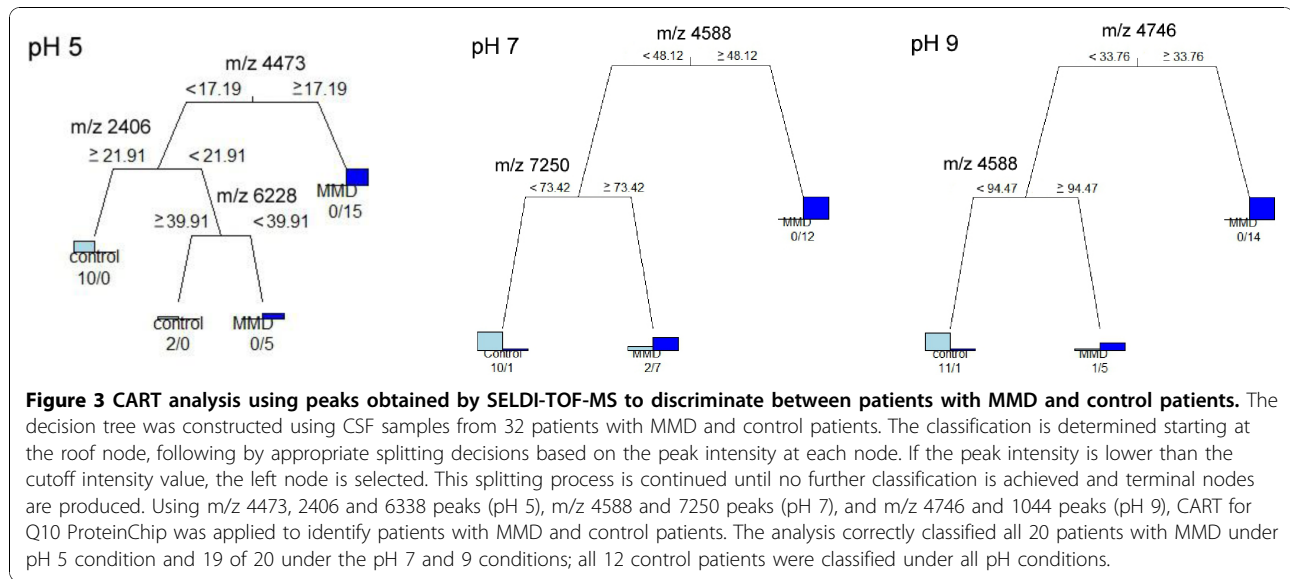 pH 5
m/z 4473
<17.19 ≥17.19
m/z 2406
≥21.91 <21.91
m/z 6228
≥39.91 <39.91
MMD
0/15
control
10/0
control
2/0
MMD
0/5
pH 7
m/z 4588
<48.12 ≥48.12
m/z 7250
<73.42 ≥73.42
MMD
0/12
Control
10/1
MMD
2/7
pH 9
m/z 4746
<33.76 ≥33.76
m/z 4588
<94.47 ≥94.47
MMD
0/14
control
11/1
MMD
1/5
Figure 3 CART analysis using peaks obtained by SELDI-TOF-MS to discriminate between patients with MMD and control patients. The
decision tree was constructed using CSF samples from 32 patients with MMD and control patients. The classification is determined starting at
the roof node, following by appropriate splitting decisions based on the peak intensity at each node. If the peak intensity is lower than the
cutoff intensity value, the left node is selected. This splitting process is continued until no further classification is achieved and terminal nodes
are produced. Using m/z 4473, 2406 and 6338 peaks (pH 5), m/z 4588 and 7250 peaks (pH 7), and m/z 4746 and 1044 peaks (pH 9), CART for
Q10 ProteinChip was applied to identify patients with MMD and control patients. The analysis correctly classified all 20 patients with MMD under
pH 5 condition and 19 of 20 under the pH 7 and 9 conditions; all 12 control patients were classified under all pH conditions.